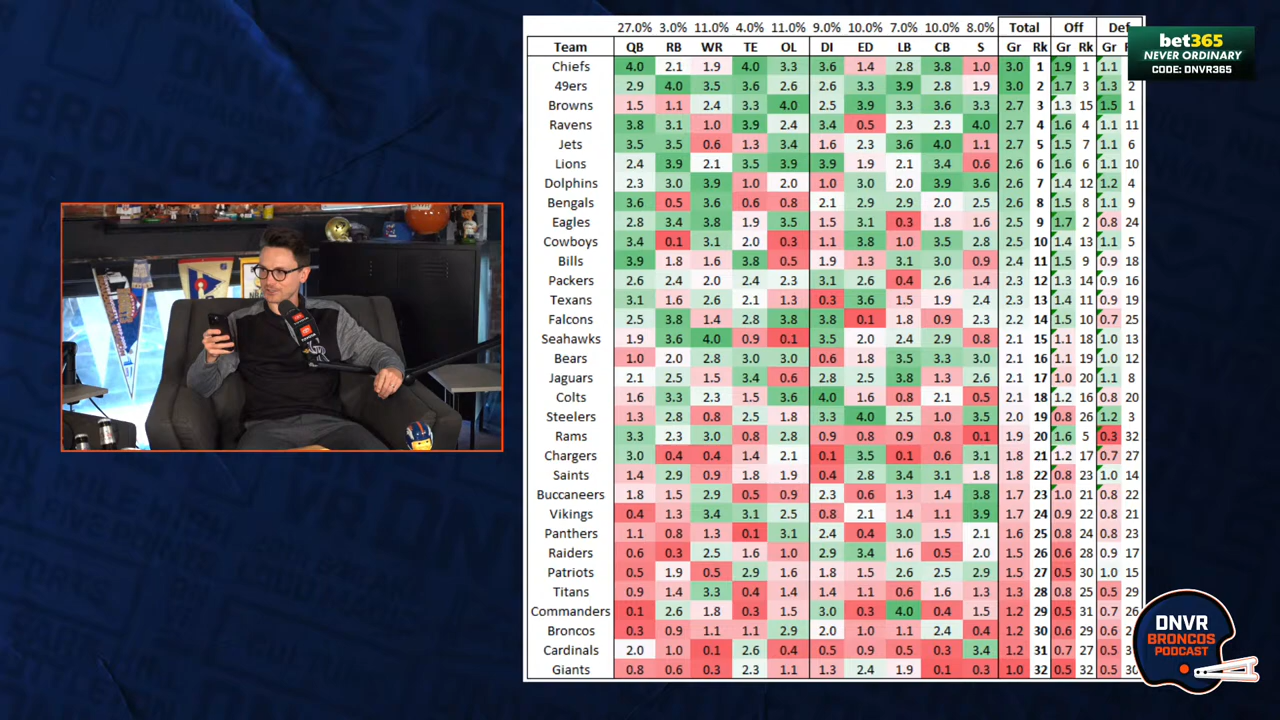 27.0% 3.0% 11.0% 4.0% 11.0% 9.0% 10.0% 7.0% 10.0% 8.0% Total Off Def
Team QB RB WR TE OL DI ED LB CB S Gr Rk Gr Rk Gr
Chiefs 4.0 2.1 1.9 4.0 3.3 3.6 1.4 2.8 3.8 1.0 3.0 1 1.9 1 1.1
49ers 2.9 4.0 3.5 3.6 2.6 2.6 3.3 3.9 2.8 1.9 3.0 2 1.7 3 1.3 2
Browns 1.5 1.1 2.4 3.3 4.0 2.5 3.9 3.3 3.6 3.3 2.7 3 1.3 15 1.5 1
Ravens 3.8 3.1 1.0 3.9 2.4 3.4 0.5 2.3 2.3 4.0 2.7 4 1.6 4 1.1 11
Jets 3.5 3.5 0.6 1.3 3.4 1.6 2.3 3.6 4.0 1.1 2.7 5 1.5 7 1.1 6
Lions 2.4 3.9 2.1 3.5 3.9 3.9 1.9 2.1 3.4 0.6 2.6 6 1.6 6 1.1 10
Dolphins 2.3 3.0 3.9 1.0 2.0 1.0 3.0 2.0 3.9 3.6 2.6 7 1.4 12 1.2 4
Bengals 3.6 0.5 3.6 0.6 0.8 2.1 2.9 2.9 2.0 2.5 2.6 8 1.5 8 1.1 9
Eagles 2.8 3.4 3.8 1.9 3.5 1.5 3.1 0.3 1.8 1.6 2.5 9 1.7 2 0.8 24
Cowboys 3.4 0.1 3.1 2.0 0.3 1.1 3.8 1.0 3.5 2.8 2.5 10 1.4 13 1.1 5
Bills 3.9 1.8 1.6 3.8 0.5 1.9 1.3 3.1 3.0 0.9 2.4 11 1.5 9 0.9 18
Packers 2.6 2.4 2.0 2.4 2.3 3.1 2.6 0.4 2.6 1.4 2.3 12 1.3 14 0.9 16
Texans 3.1 1.6 2.6 2.1 1.3 0.3 3.6 1.5 1.9 2.4 2.3 13 1.4 11 0.9 19
Falcons 2.5 3.8 1.4 2.8 3.8 3.8 0.1 1.8 0.9 2.3 2.2 14 1.5 10 0.7 25
Seahawks 1.9 3.6 4.0 0.9 0.1 3.5 2.0 2.4 2.9 0.8 2.1 15 1.1 18 1.0 13
Bears 1.0 2.0 2.8 3.0 3.0 0.6 1.8 3.5 3.3 3.0 2.1 16 1.1 19 1.0 12
Jaguars 2.1 2.5 1.5 3.4 0.6 2.8 2.5 3.8 1.3 2.6 2.1 17 1.0 20 1.1 8
Colts 1.6 3.3 2.3 1.5 3.6 4.0 1.6 0.8 2.1 0.5 2.1 18 1.2 16 0.8 20
Steelers 1.3 2.8 0.8 2.5 1.8 3.3 4.0 2.5 1.0 3.5 2.0 19 0.8 26 1.2 3
Rams 3.3 2.3 3.0 0.8 2.8 0.9 0.8 0.9 0.8 0.1 1.9 20 1.6 5 0.3 32
Chargers 3.0 0.4 0.4 1.4 2.1 0.1 3.5 0.1 0.6 3.1 1.8 21 1.2 17 0.7 27
Saints 1.4 2.9 0.9 1.8 1.9 0.4 2.8 3.4 3.1 1.8 1.8 22 0.8 23 1.0 14
Buccaneers 1.8 1.5 2.9 0.5 0.9 2.3 0.6 1.3 1.4 3.8 1.7 23 1.0 21 0.8 22
Vikings 0.4 1.3 3.4 3.1 2.5 0.8 2.1 1.4 1.1 3.9 1.7 24 0.9 22 0.8 21
Panthers 1.1 0.8 1.3 0.1 3.1 2.4 0.4 3.0 1.5 2.1 1.6 25 0.8 24 0.8 23
Raiders 0.6 0.3 2.5 1.6 1.0 2.9 3.4 1.6 0.5 2.0 1.5 26 0.6 28 0.9 17
Patriots 0.5 1.9 0.5 2.9 1.6 1.8 1.5 2.6 2.5 2.9 1.5 27 0.5 30 1.0 15
Titans 0.9 1.4 3.3 0.4 1.4 1.4 1.1 0.6 1.6 1.3 1.3 28 0.8 25 0.5 29
Commanders 0.1 2.6 1.8 0.3 1.5 3.0 0.3 4.0 0.4 1.5 1.2 29 0.5 31 0.7 26
Broncos 0.3 0.9 1.1 1.1 2.9 2.0 1.0 1.1 2.4 0.4 1.2 30 0.6 29 0.6
Cardinals 2.0 1.0 0.1 2.6 0.4 0.5 0.9 0.5 0.3 3.4 1.2 31 0.7 27 0.5
Giants 0.8 0.6 0.3 2.3 1.1 1.3 2.4 1.9 0.1 0.3 1.0 32 0.5 32 0.5 30
bet365
NEVER ORDINARY
CODE: DNVR365
DNVR
BRONCOS
PODCAST